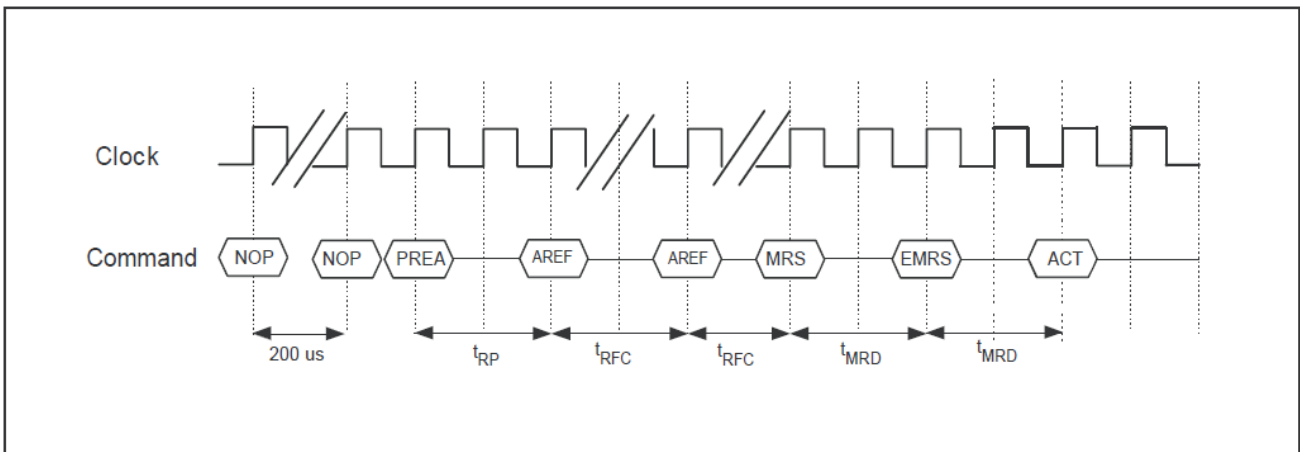 Clock
Command NOP NOP PREA AREF AREF MRS EMRS ACT
200 us tRP tRFC tRFC tMRD tMRD